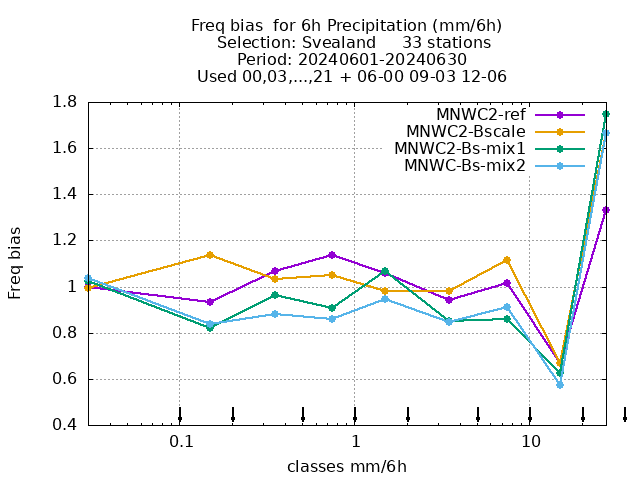 Freq bias  for 6h Precipitation (mm/6h)
Selection: Svealand     33 stations
Period: 20240601-20240630
Used 00,03,...,21 + 06-00 09-03 12-06
MNWC2-ref
MNWC2-Bscale
MNWC2-Bs-mix1
MNWC-Bs-mix2
Freq bias
1.8
1.6
1.4
1.2
1
0.8
0.6
0.4
0.1
1
10
classes mm/6h